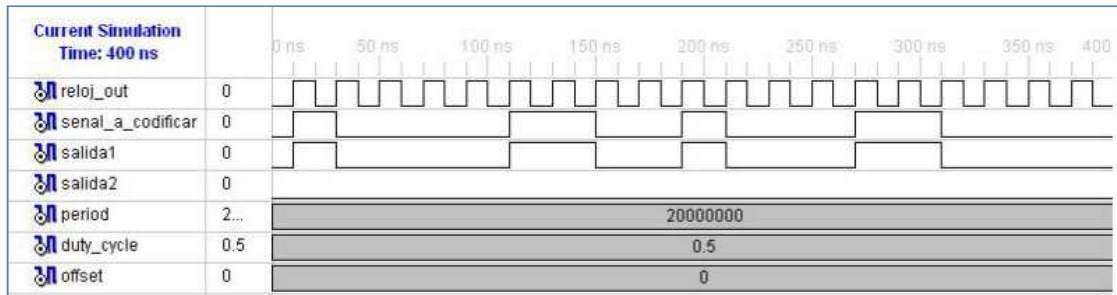 Current Simulation
Time: 400 ns
0 ns 50 ns 100 ns 150 ns 200 ns 250 ns 300 ns 350 ns 400
reloj_out 0
senal_a_codificar 0
salida1 0
salida2 0
period 2... 20000000
duty_cycle 0.5 0.5
offset 0 0